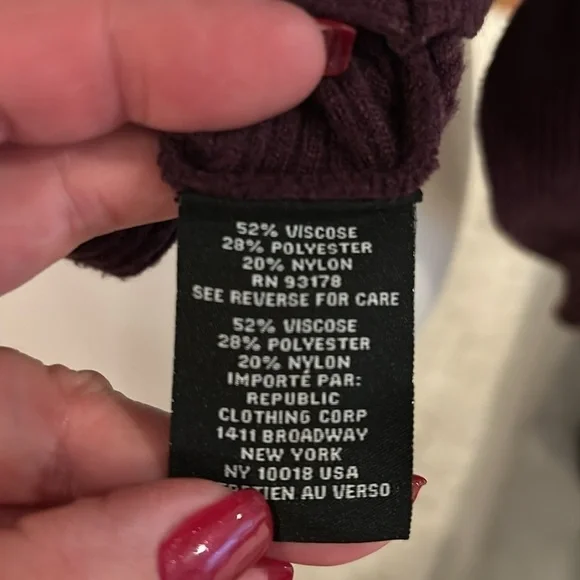 52% VISCOSE
28% POLYESTER
20% NYLON
RN 93178
SEE REVERSE FOR CARE
52% VISCOSE
28% POLYESTER
20% NYLON
IMPORTÉ PAR:
REPUBLIC
CLOTHING CORP
1411 BROADWAY
NEW YORK
NY 10018 USA
AU VERSO